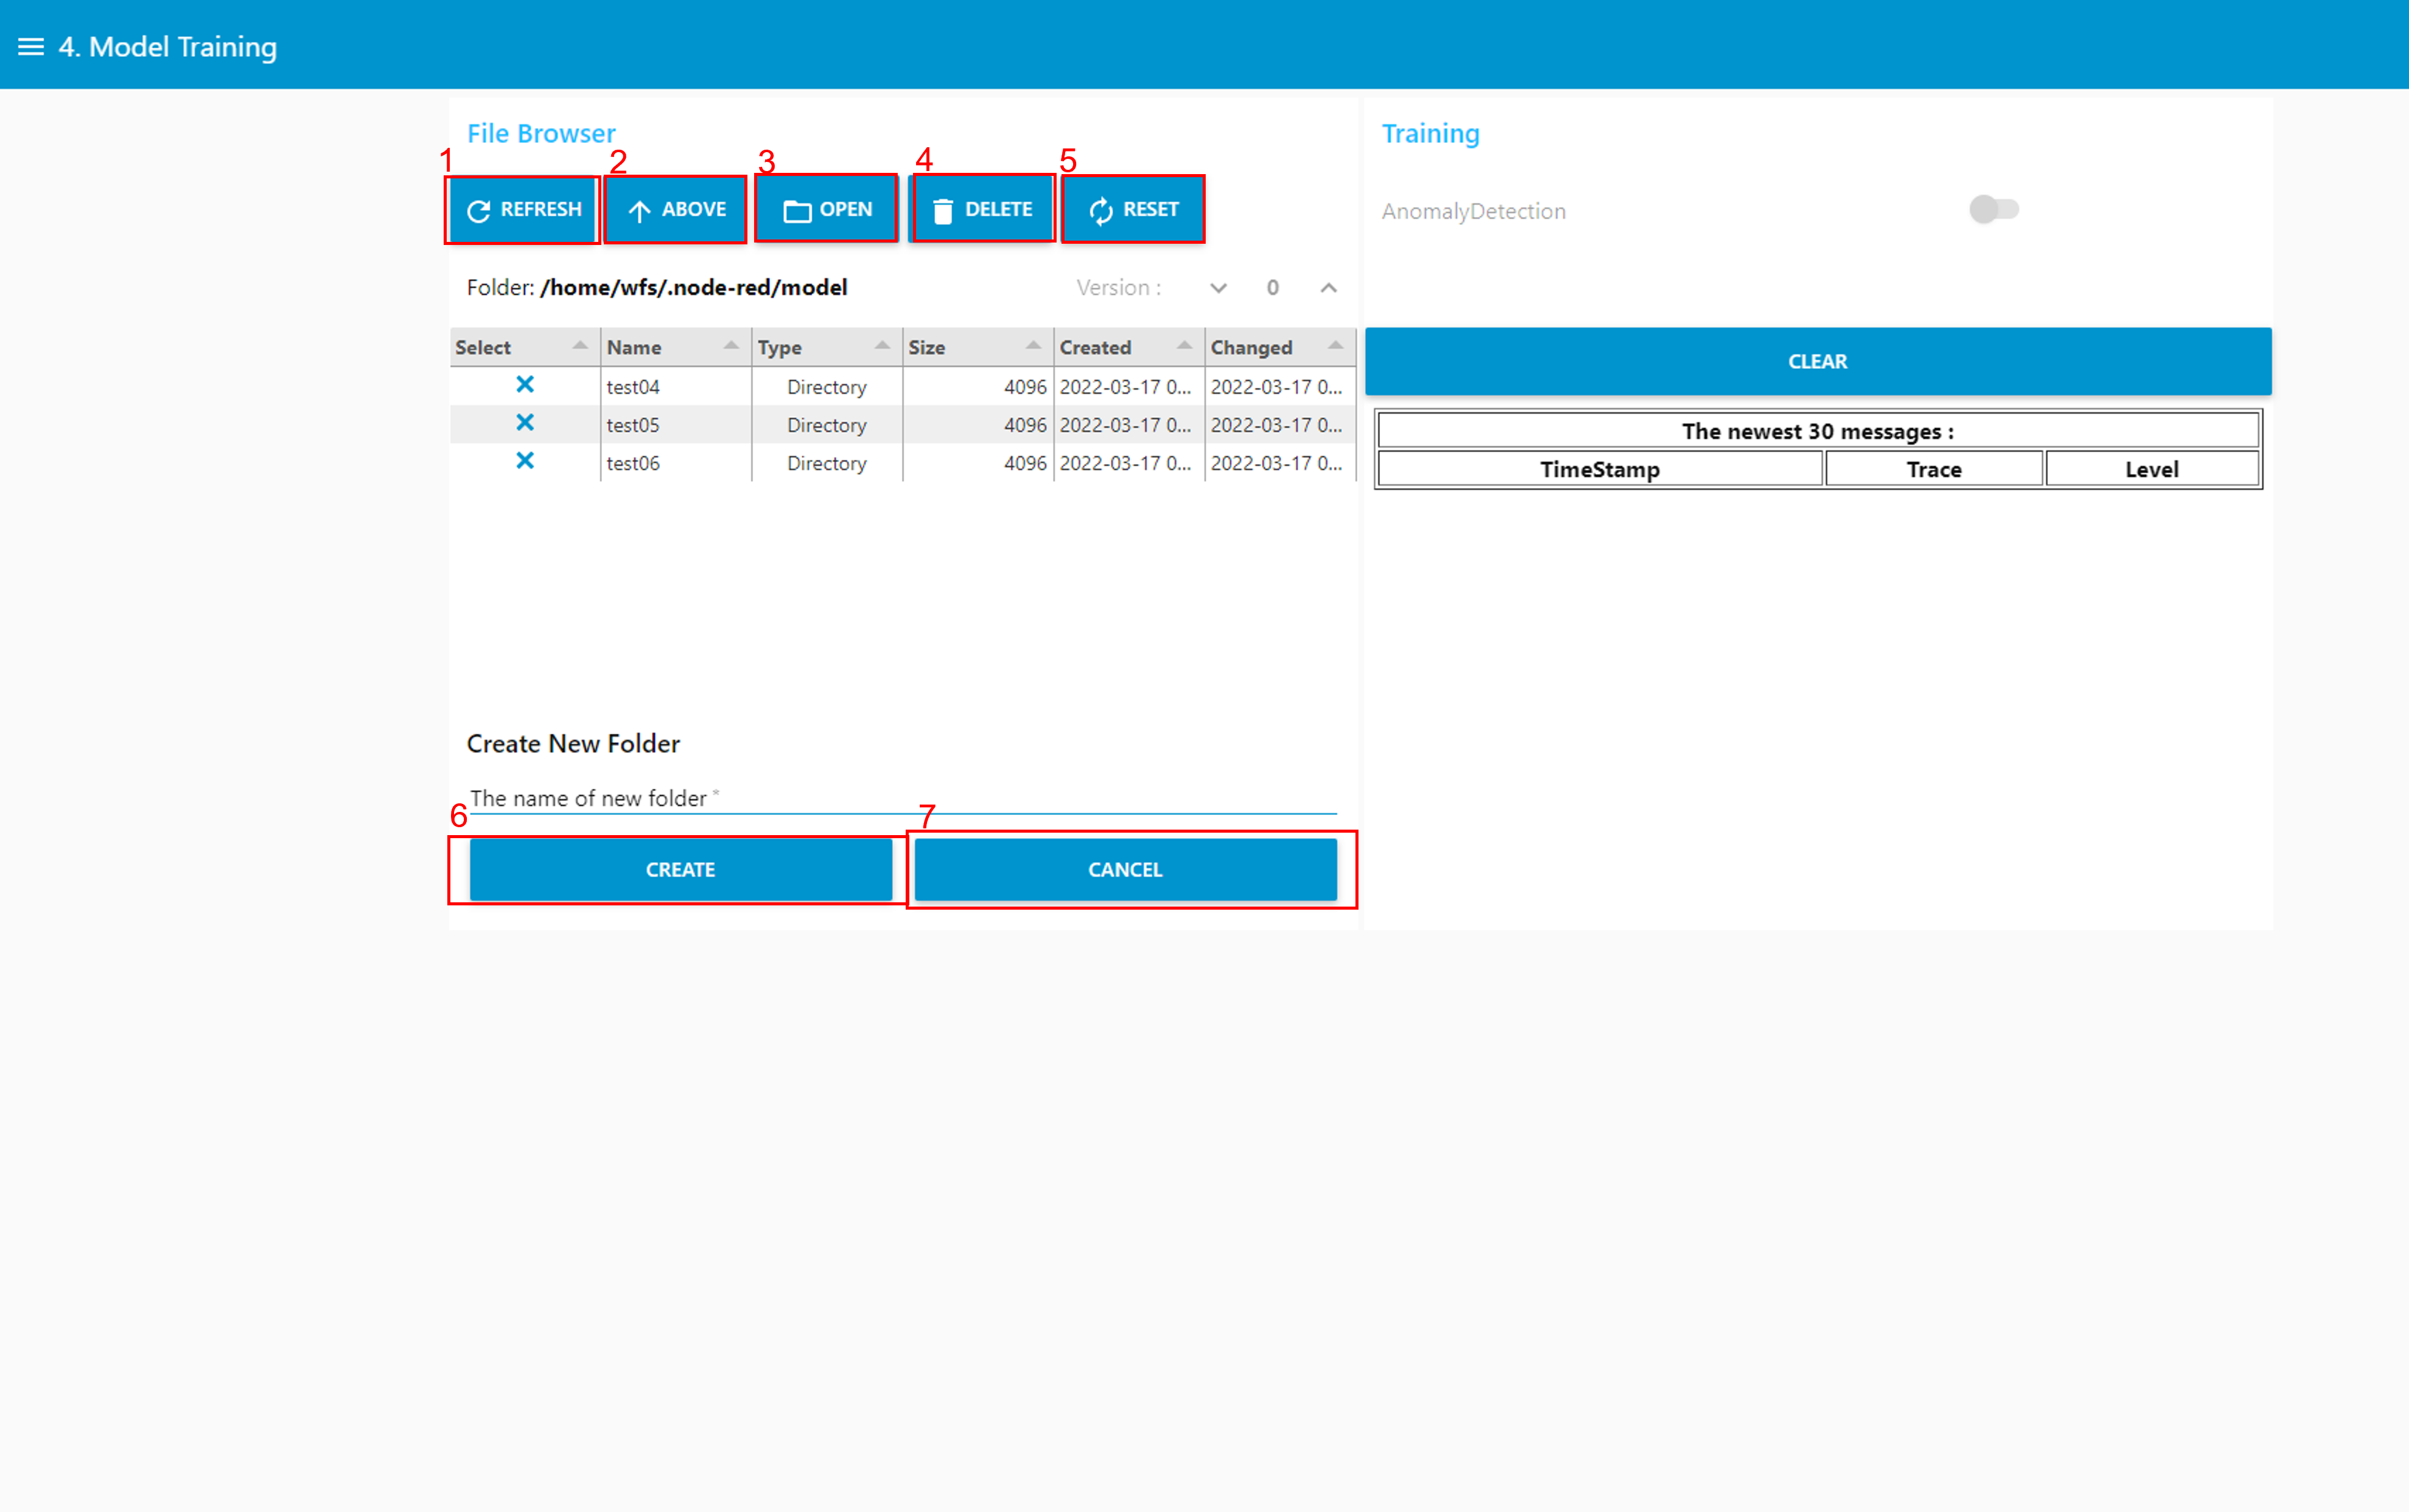 4. Model Training
File Browser
1 2 3 4 5
REFRESH ABOVE OPEN DELETE RESET
Folder: /home/wfs/.node-red/model Version : 0
Select Name Type Size Created Changed
test04 Directory 4096 2022-03-17 0... 2022-03-17 0...
test05 Directory 4096 2022-03-17 0... 2022-03-17 0...
test06 Directory 4096 2022-03-17 0... 2022-03-17 0...
Create New Folder
The name of new folder *
6 7
CREATE CANCEL
Training
AnomalyDetection
CLEAR
The newest 30 messages :
TimeStamp Trace Level